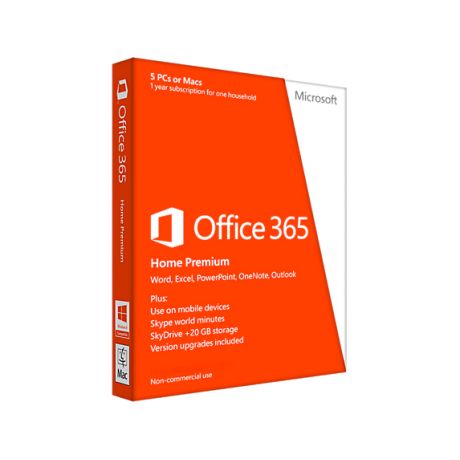 5 PCs or Macs
1 year subscription for one household
Microsoft
Office 365
Home Premium
Office 365
Home Premium
Word, Excel, PowerPoint, OneNote, Outlook
Plus:
Use on mobile devices
Skype world minutes
SkyDrive +20 GB storage
Version upgrades included
Mac
Non-commercial use